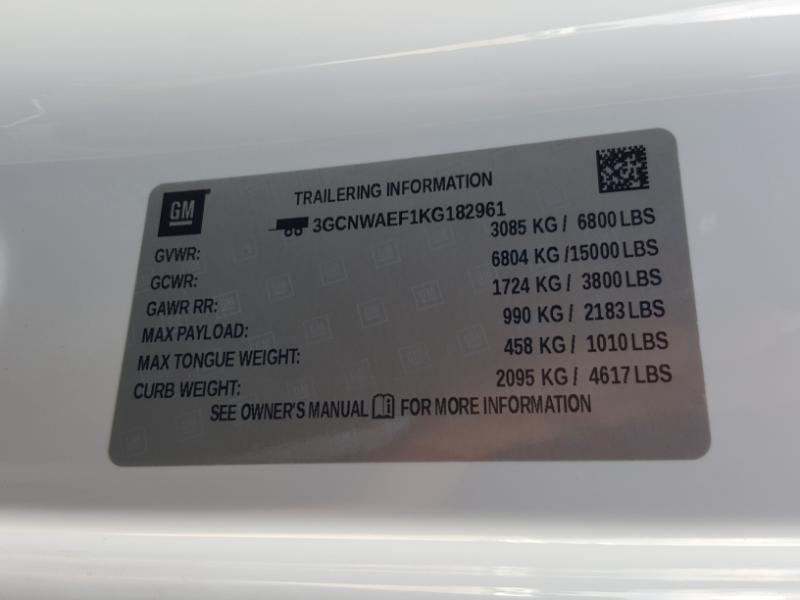 GM
TRAILERING INFORMATION
3GCNWAEF1KG182961
GVWR: 3085 KG / 6800 LBS
GCWR: 6804 KG /15000 LBS
GAWR RR: 1724 KG / 3800 LBS
MAX PAYLOAD: 990 KG / 2183 LBS
MAX TONGUE WEIGHT: 458 KG / 1010 LBS
CURB WEIGHT: 2095 KG / 4617 LBS
SEE OWNER'S MANUAL FOR MORE INFORMATION